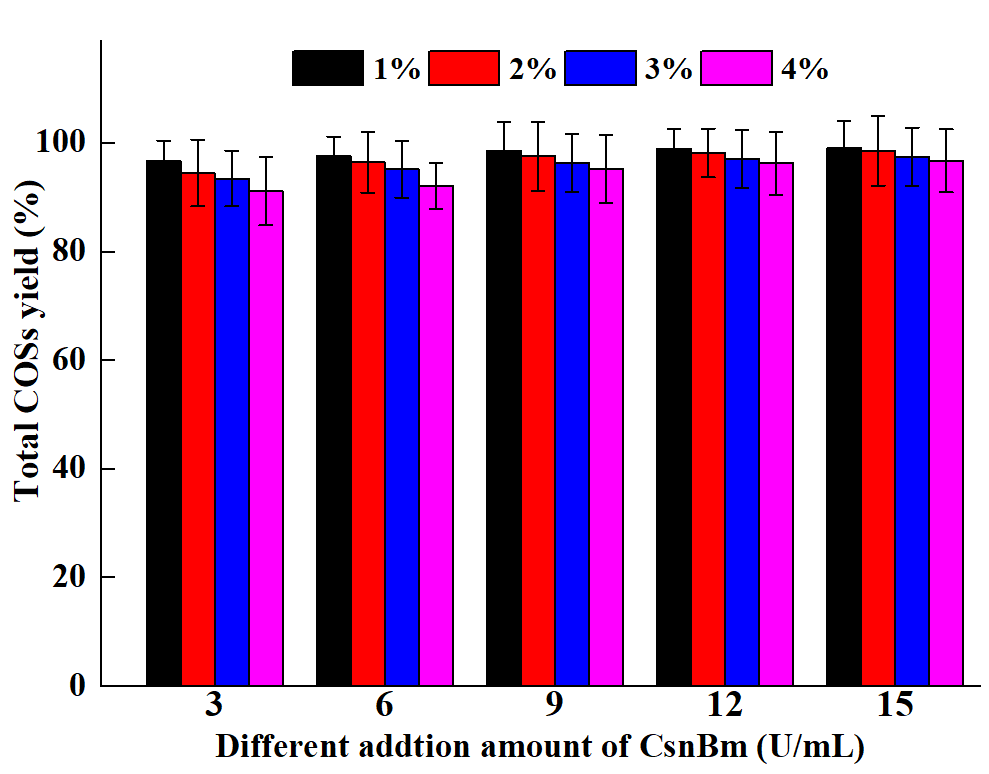 1% 2% 3% 4%
Total COSs yield (%)
100
80
60
40
20
0
3 6 9 12 15
Different addtion amount of CsnBm (U/mL)